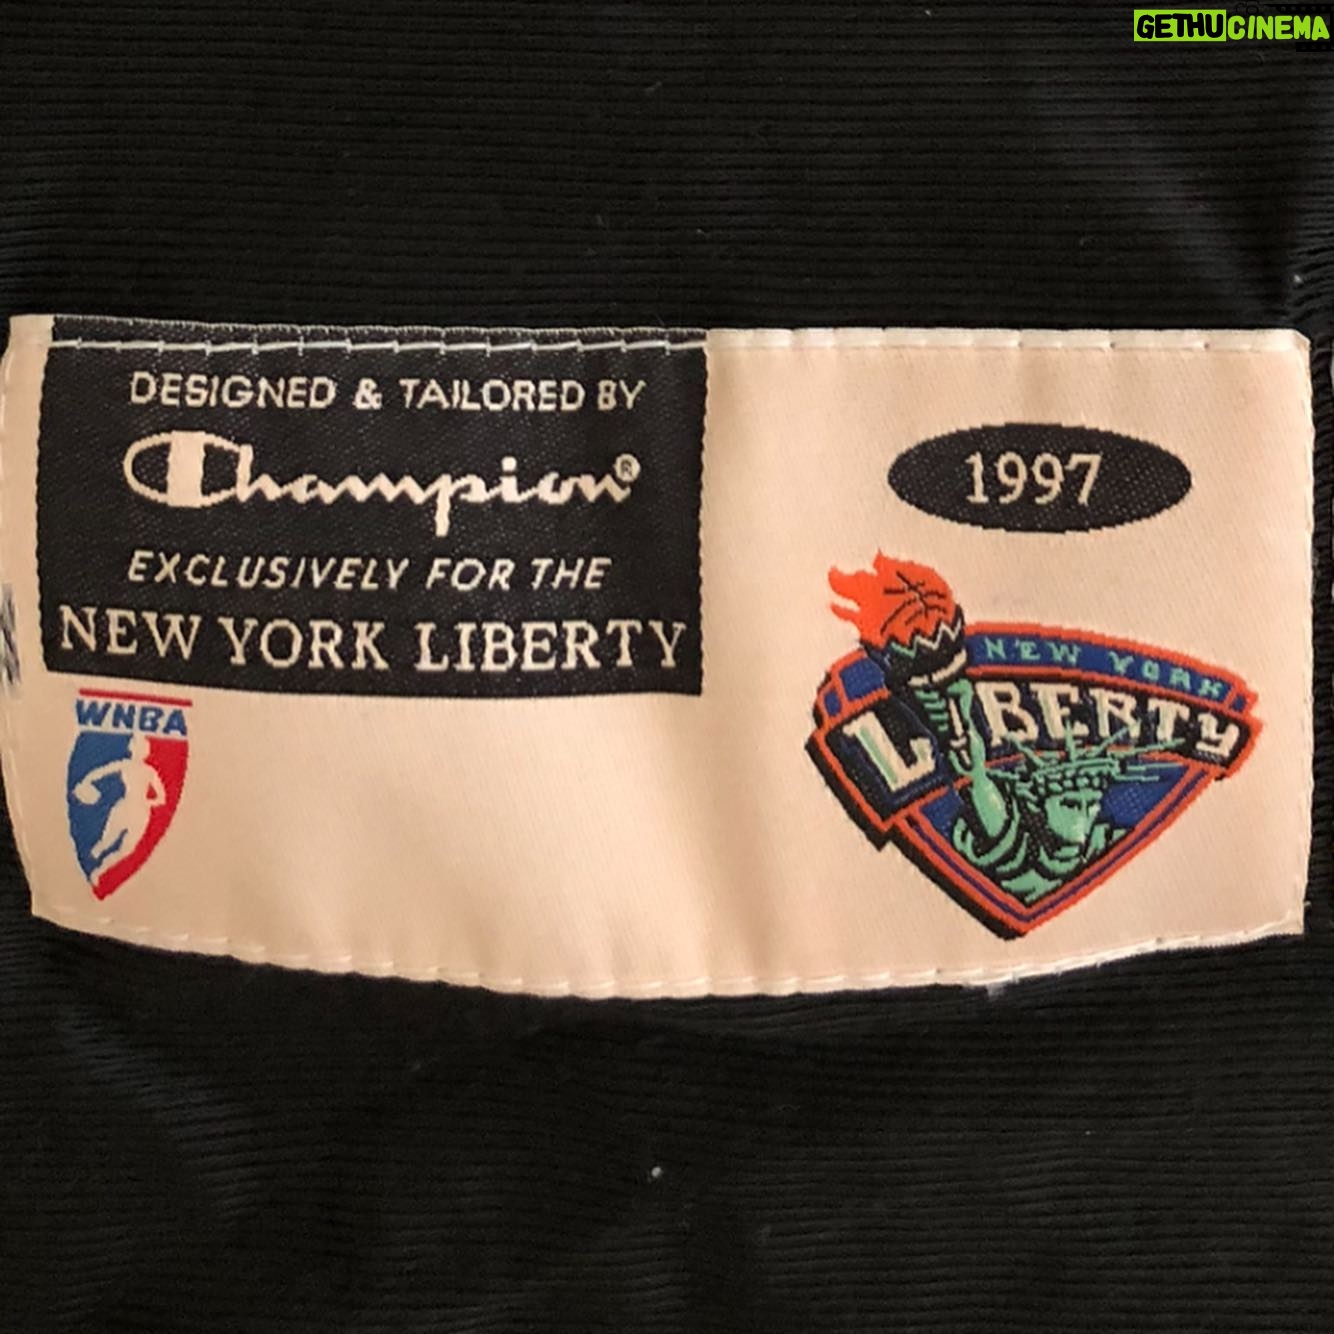 GETHUCINEMA
DESIGNED & TAILORED BY
Champion®
EXCLUSIVELY FOR THE
NEW YORK LIBERTY
WNBA
1997
NEW YORK
LIBERTY